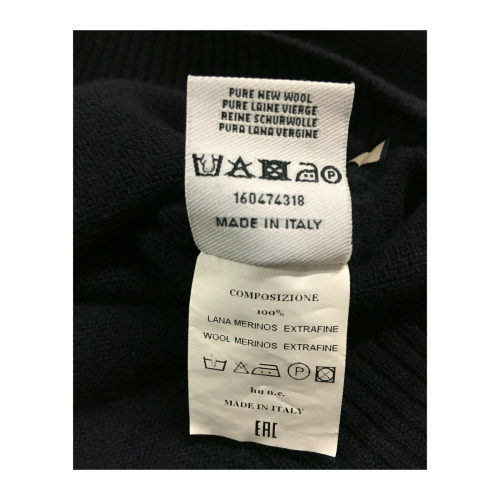 PURE NEW WOOL
PURE LAINE VIERGE
REINE SCHURWOLLE
PURA LANA VERGINE
160474318
MADE IN ITALY
COMPOSIZIONE
100%
LANA MERINOS EXTRAFINE
WOOL MERINOS EXTRAFINE
P
hu n.c.
MADE IN ITALY
EAC